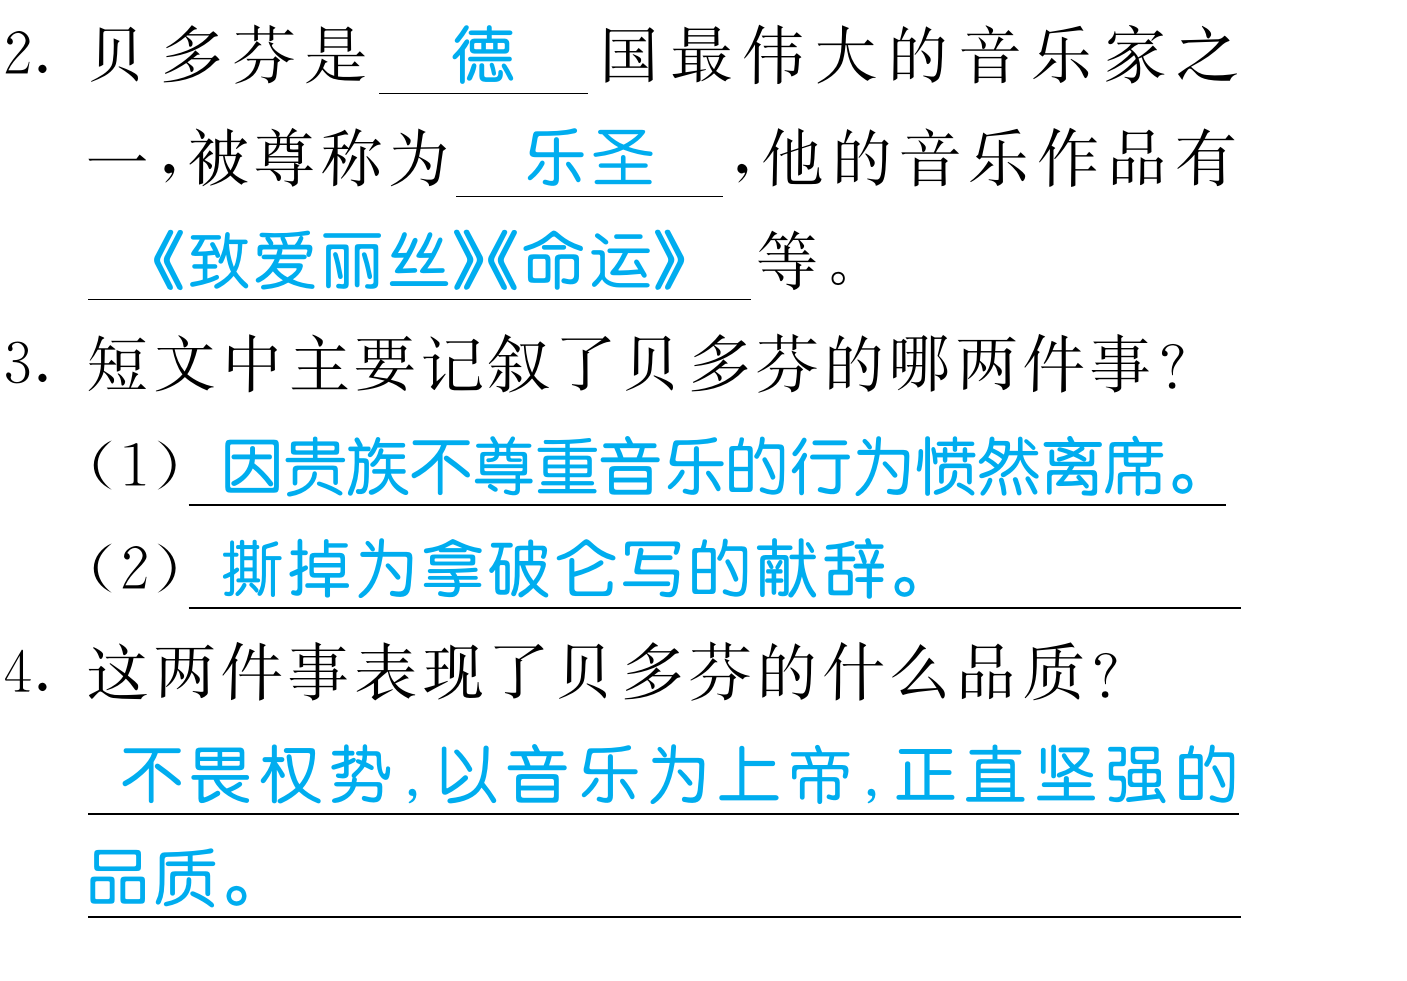 2. 贝多芬是 德 国最伟大的音乐家之
一,被尊称为 乐圣 ,他的音乐作品有
《致爱丽丝》《命运》 等。
3. 短文中主要记叙了贝多芬的哪两件事?
(1) 因贵族不尊重音乐的行为愤然离席。
(2) 撕掉为拿破仑写的献辞。
4. 这两件事表现了贝多芬的什么品质?
不畏权势,以音乐为上帝,正直坚强的
品质。